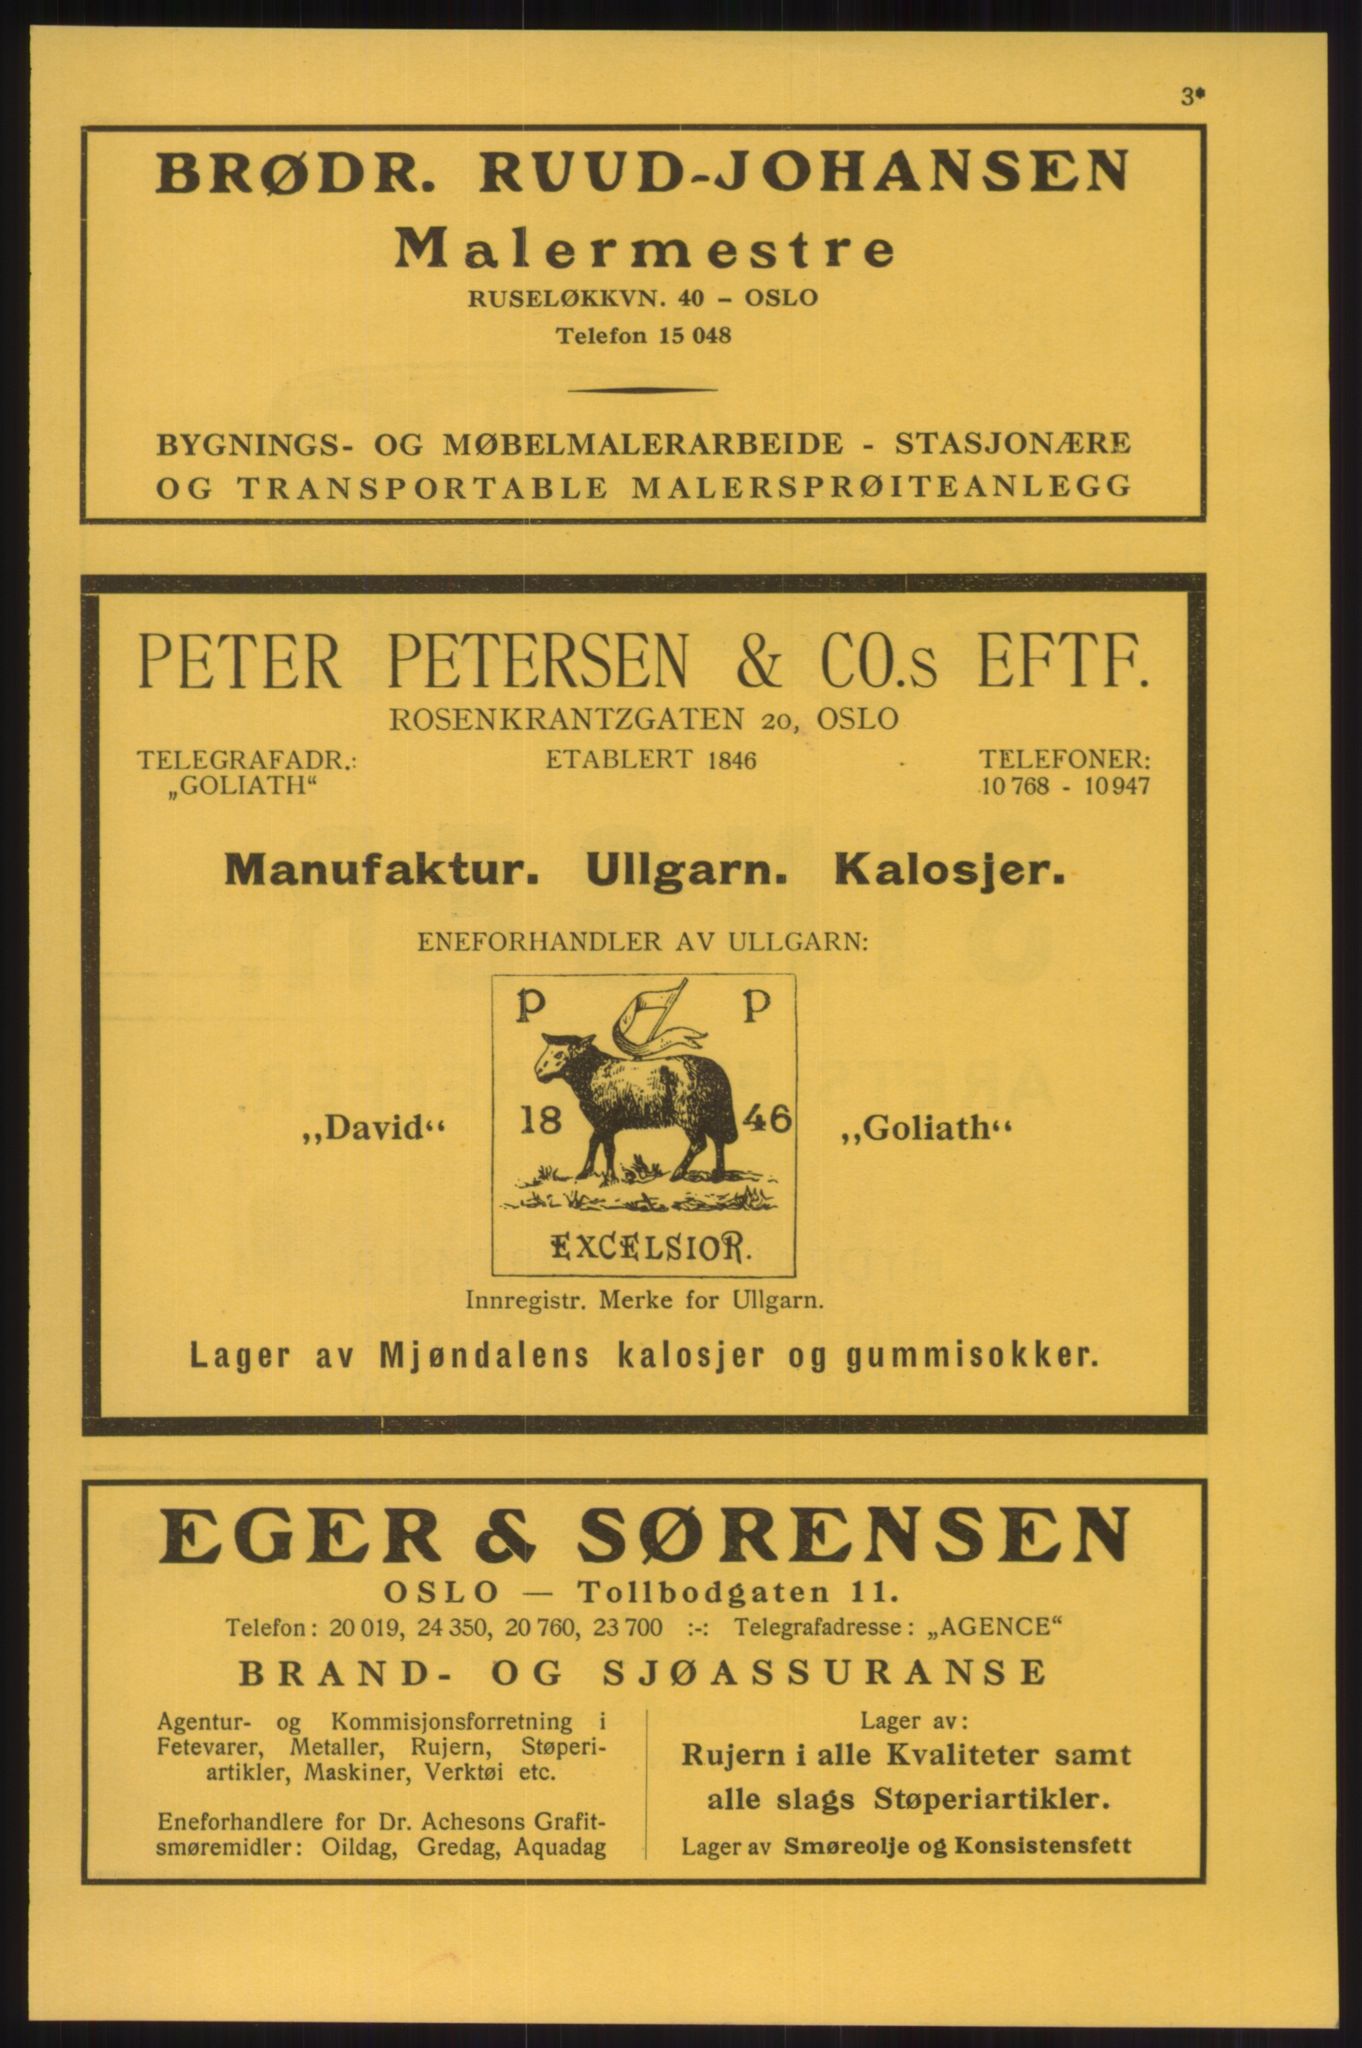 3*
BRØDR. RUUD-JOHANSEN
Malermestre
RUSELØKKVN. 40 – OSLO
Telefon 15 048
BYGNINGS- OG MØBELMALERARBEIDE - STASJONÆRE
OG TRANSPORTABLE MALERSPRØITEANLEGG
PETER PETERSEN & CO.s EFTF.
ROSENKRANTZGATEN 20, OSLO
TELEGRAFADR.: ETABLERT 1846 TELEFONER:
„GOLIATH“ 10 768 - 10 947
Manufaktur. Ullgarn. Kalosjer.
ENEFORHANDLER AV ULLGARN:
P P
„David“ 18 46 „Goliath“
EXCELSIOR.
Innregistr. Merke for Ullgarn.
Lager av Mjøndalens kalosjer og gummisokker.
EGER & SØRENSEN
OSLO — Tollbodgaten 11.
Telefon: 20 019, 24 350, 20 760, 23 700 :-: Telegrafadresse: „AGENCE“
BRAND- OG SJØASSURANSE
Agentur- og Kommisjonsforretning i
Fetevarer, Metaller, Rujern, Støperi-
artikler, Maskiner, Verktøi etc.
Eneforhandlere for Dr. Achesons Grafit-
smøremidler: Oildag, Gredag, Aquadag
Lager av:
Rujern i alle Kvaliteter samt
alle slags Støperiartikler.
Lager av Smøreolje og Konsistensfett